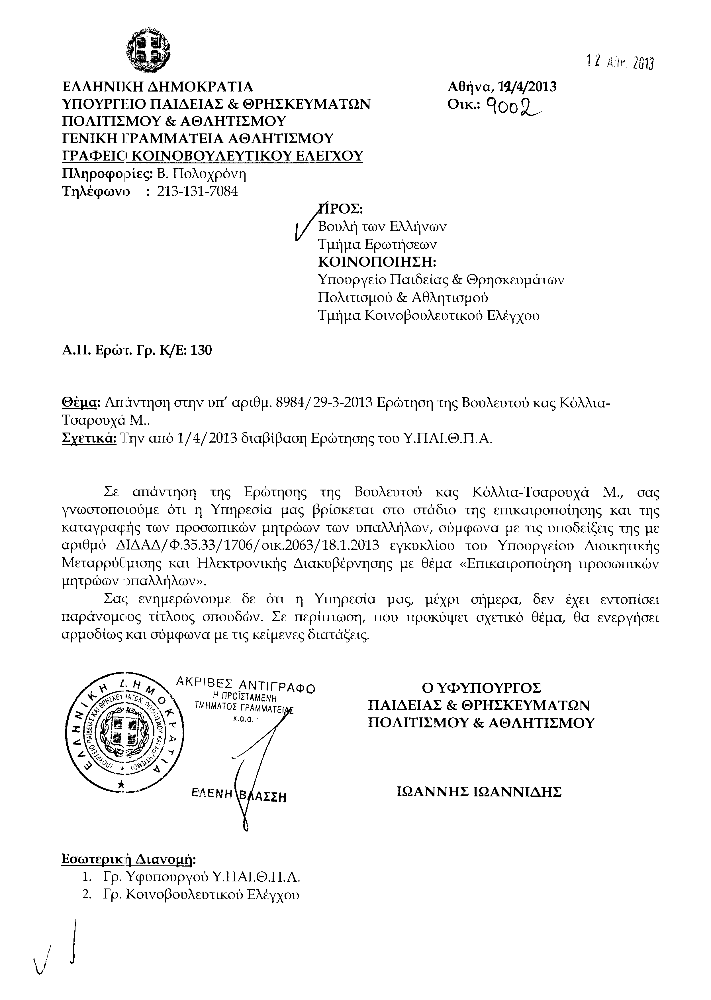 12 ΑΠΡ. 2013
ΕΛΛΗΝΙΚΗ ΔΗΜΟΚΡΑΤΙΑ
ΥΠΟΥΡΓΕΙΟ ΠΑΙΔΕΙΑΣ & ΘΡΗΣΚΕΥΜΑΤΩΝ
ΠΟΛΙΤΙΣΜΟΥ & ΑΘΛΗΤΙΣΜΟΥ
ΓΕΝΙΚΗ ΓΡΑΜΜΑΤΕΙΑ ΑΘΛΗΤΙΣΜΟΥ
ΓΡΑΦΕΙΟ ΚΟΙΝΟΒΟΥΛΕΥΤΙΚΟΥ ΕΛΕΓΧΟΥ
Πληροφορίες: Β. Πολυχρόνη
Τηλέφωνο : 213-131-7084
Αθήνα, 12/4/2013
Οικ.: 9002
ΠΡΟΣ:
Βουλή των Ελλήνων
Τμήμα Ερωτήσεων
ΚΟΙΝΟΠΟΙΗΣΗ:
Υπουργείο Παιδείας & Θρησκευμάτων
Πολιτισμού & Αθλητισμού
Τμήμα Κοινοβουλευτικού Ελέγχου
Α.Π. Ερώτ. Γρ. Κ/Ε: 130
Θέμα: Απάντηση στην υπ' αριθμ. 8984/29-3-2013 Ερώτηση της Βουλευτού κας Κόλλια-
Τσαρουχά Μ..
Σχετικά: Την από 1/4/2013 διαβίβαση Ερώτησης του Υ.ΠΑΙ.Θ.Π.Α.
Σε απάντηση της Ερώτησης της Βουλευτού κας Κόλλια-Τσαρουχά Μ., σας
γνωστοποιούμε ότι η Υπηρεσία μας βρίσκεται στο στάδιο της επικαιροποίησης και της
καταγραφής των προσωπικών μητρώων των υπαλλήλων, σύμφωνα με τις υποδείξεις της με
αριθμό ΔΙΔΑΔ/Φ.35.33/1706/οικ.2063/18.1.2013 εγκυκλίου του Υπουργείου Διοικητικής
Μεταρρύθμισης και Ηλεκτρονικής Διακυβέρνησης με θέμα «Επικαιροποίηση προσωπικών
μητρώων υπαλλήλων».
Σας ενημερώνουμε δε ότι η Υπηρεσία μας, μέχρι σήμερα, δεν έχει εντοπίσει
παράνομους τίτλους σπουδών. Σε περίπτωση, που προκύψει σχετικό θέμα, θα ενεργήσει
αρμοδίως και σύμφωνα με τις κείμενες διατάξεις.
ΕΛΛΗΝΙΚΗ ΔΗΜΟΚΡΑΤΙΑ
ΥΠΟΥΡΓΕΙΟ ΠΑΙΔΕΙΑΣ ΚΑΙ ΘΡΗΣΚΕΥΜΑΤΩΝ, ΠΟΛΙΤΙΣΜΟΥ ΚΑΙ ΑΘΛΗΤΙΣΜΟΥ
ΑΚΡΙΒΕΣ ΑΝΤΙΓΡΑΦΟ
Η ΠΡΟΪΣΤΑΜΕΝΗ
ΤΜΗΜΑΤΟΣ ΓΡΑΜΜΑΤΕΙΑΣ
κ.α.α.
ΕΛΕΝΗ ΒΛΑΣΣΗ
Ο ΥΦΥΠΟΥΡΓΟΣ
ΠΑΙΔΕΙΑΣ & ΘΡΗΣΚΕΥΜΑΤΩΝ
ΠΟΛΙΤΙΣΜΟΥ & ΑΘΛΗΤΙΣΜΟΥ
ΙΩΑΝΝΗΣ ΙΩΑΝΝΙΔΗΣ
Εσωτερική Διανομή:
1. Γρ. Υφυπουργού Υ.ΠΑΙ.Θ.Π.Α.
2. Γρ. Κοινοβουλευτικού Ελέγχου